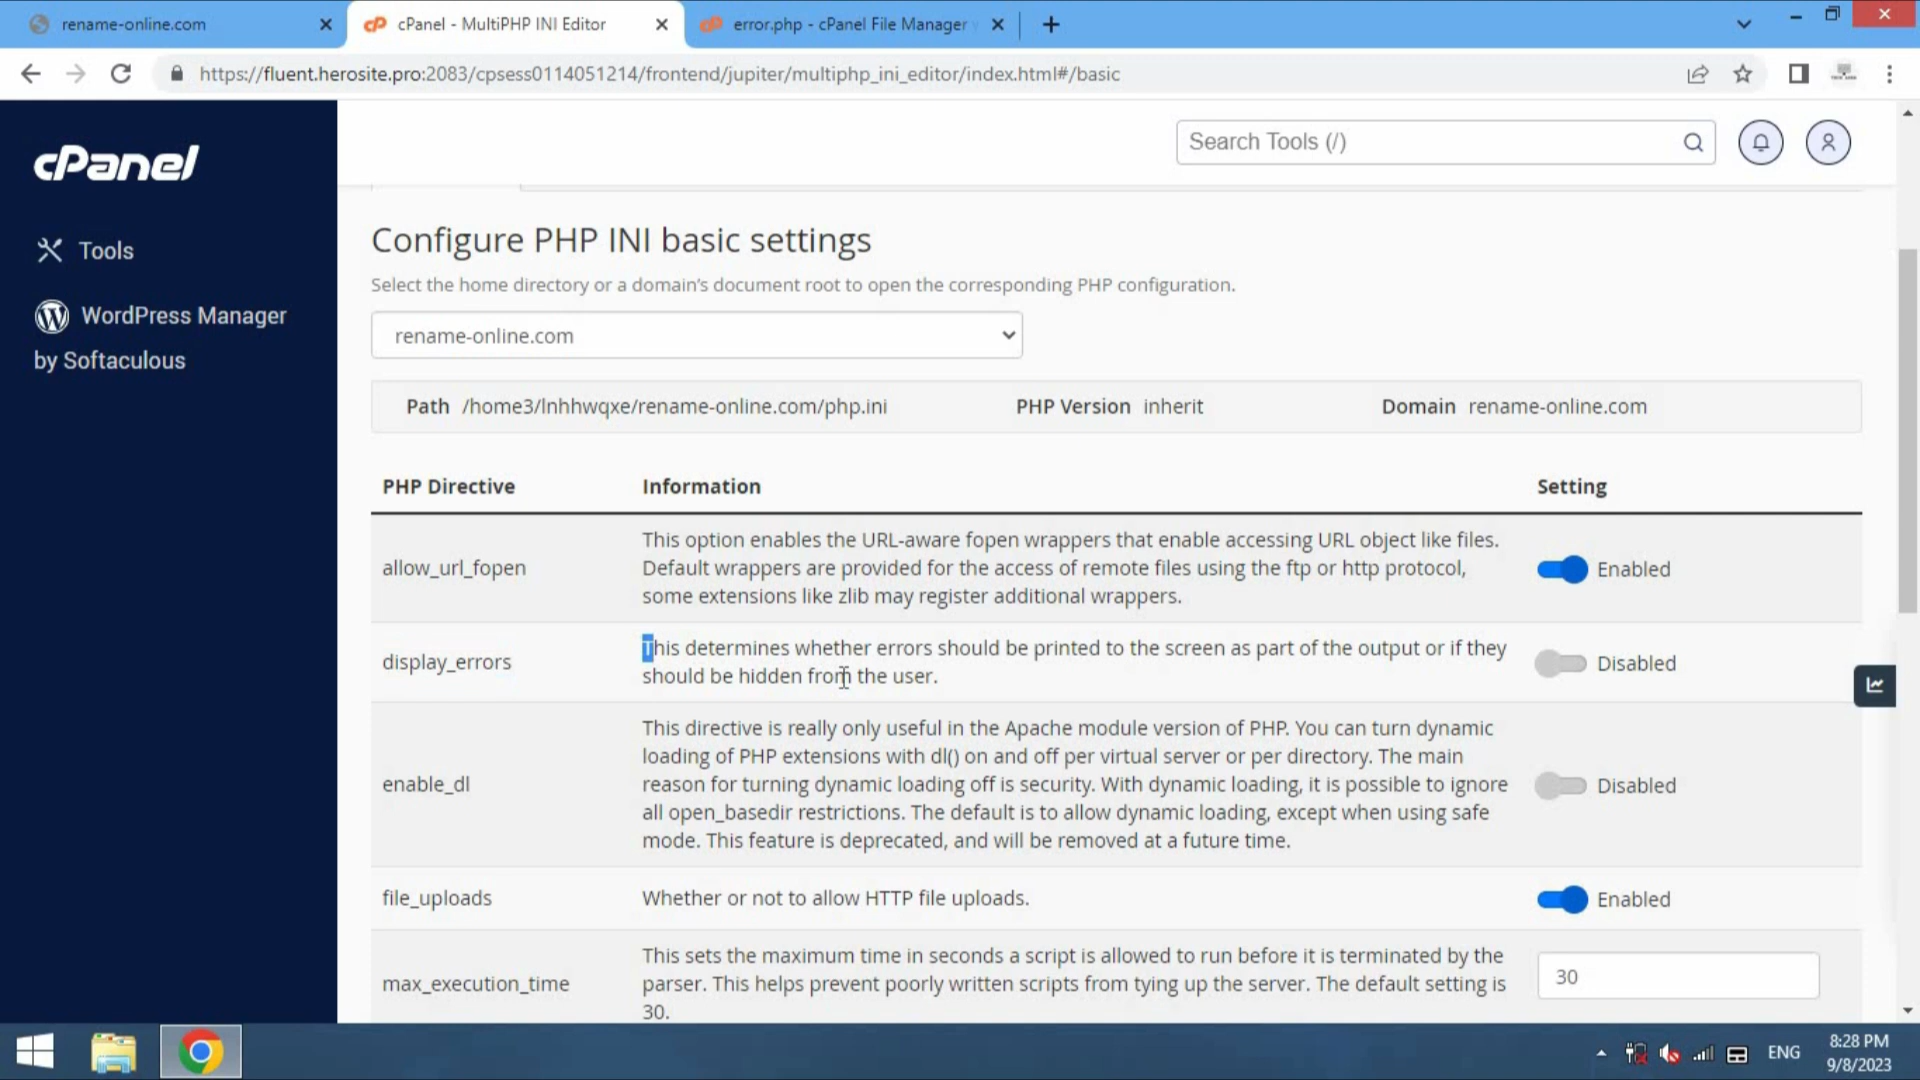 rename-online.com
cPanel - MultiPHP INI Editor
error.php - cPanel File Manager
https://fluent.herosite.pro:2083/cpsess0114051214/frontend/jupiter/multiphp_ini_editor/index.html#/basic
cPanel
Search Tools (/)
Tools
WordPress Manager
by Softaculous
Configure PHP INI basic settings
Select the home directory or a domain's document root to open the corresponding PHP configuration.
rename-online.com
Path /home3/lnhhwqxe/rename-online.com/php.ini PHP Version inherit Domain rename-online.com
PHP Directive Information Setting
This option enables the URL-aware fopen wrappers that enable accessing URL object like files.
allow_url_fopen Default wrappers are provided for the access of remote files using the ftp or http protocol, Enabled
some extensions like zlib may register additional wrappers.
This determines whether errors should be printed to the screen as part of the output or if they
display_errors Disabled
should be hidden from the user.
This directive is really only useful in the Apache module version of PHP. You can turn dynamic
loading of PHP extensions with dl() on and off per virtual server or per directory. The main
enable_dl reason for turning dynamic loading off is security. With dynamic loading, it is possible to ignore Disabled
all open_basedir restrictions. The default is to allow dynamic loading, except when using safe
mode. This feature is deprecated, and will be removed at a future time.
file_uploads Whether or not to allow HTTP file uploads. Enabled
This sets the maximum time in seconds a script is allowed to run before it is terminated by the
max_execution_time parser. This helps prevent poorly written scripts from tying up the server. The default setting is 30
30.
ENG
8:28 PM
9/8/2023